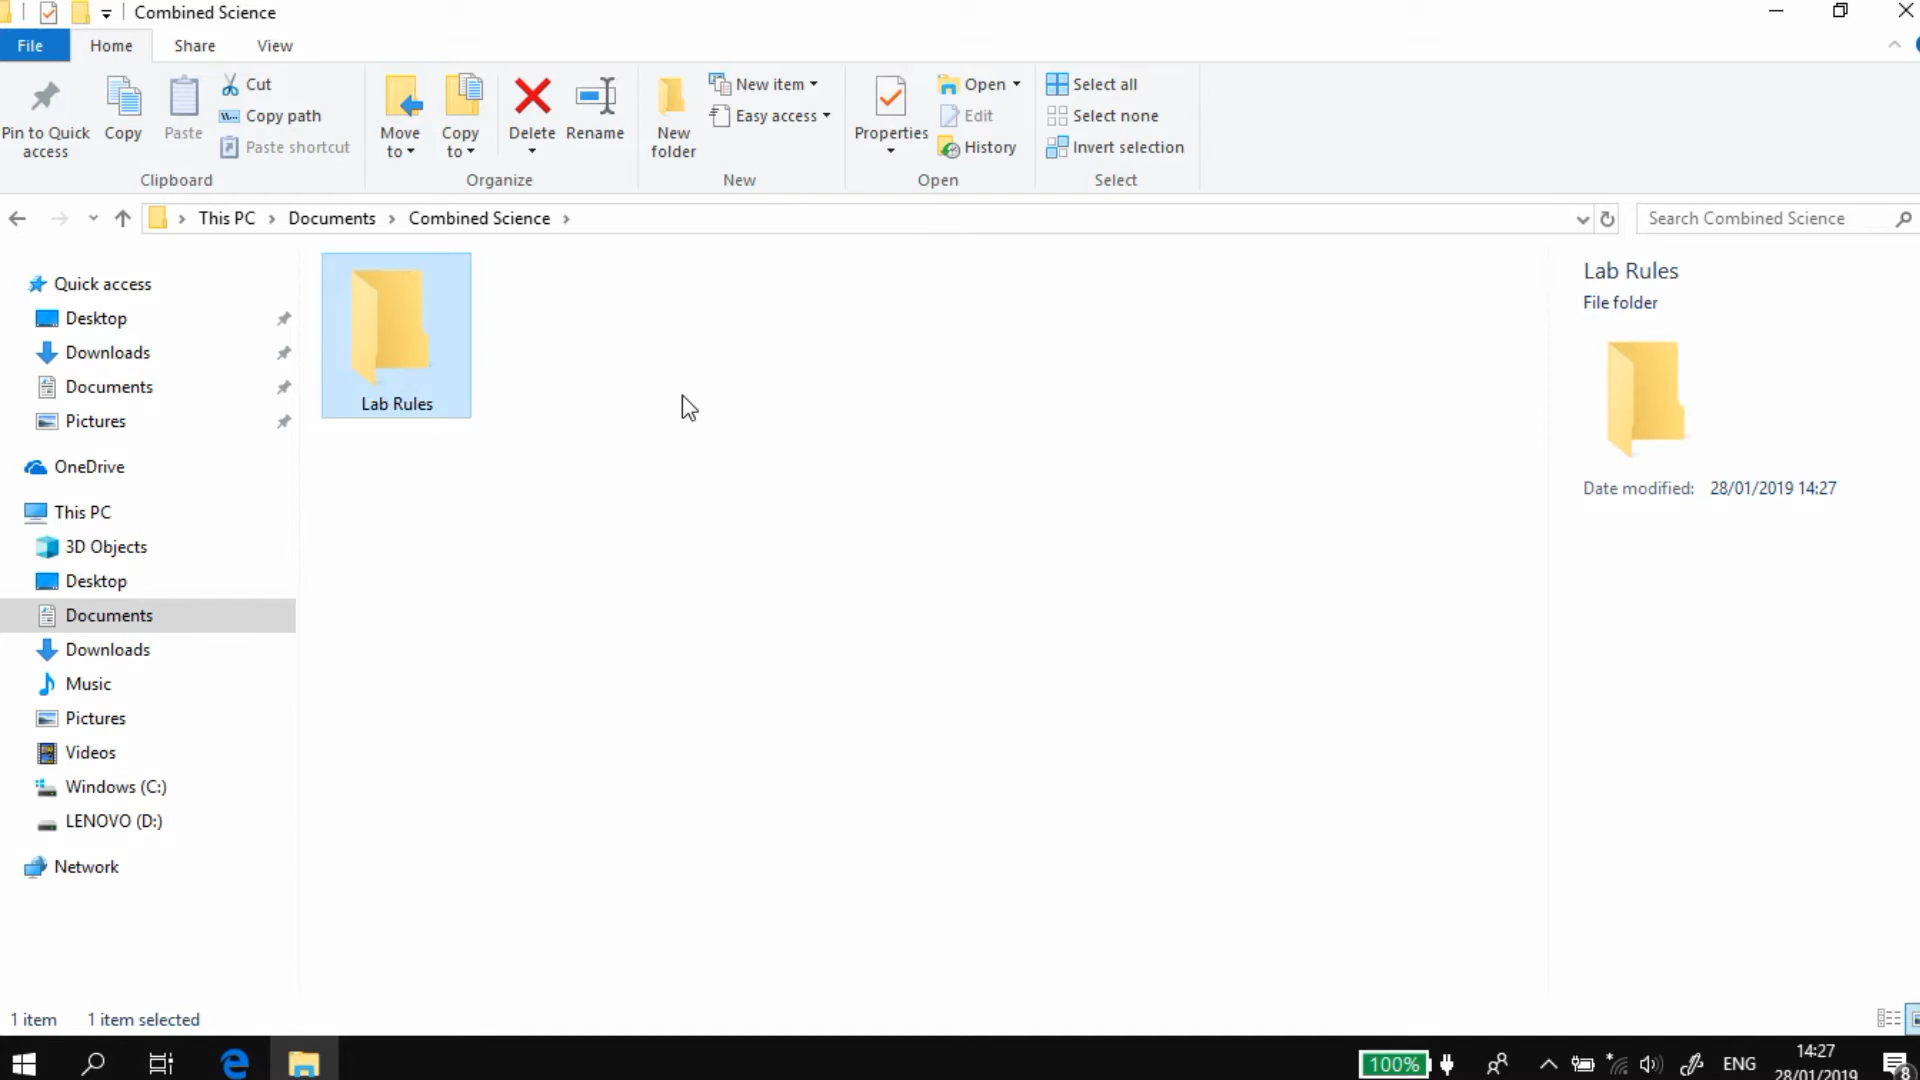 Combined Science
File Home Share View
Pin to Quick access
Copy
Paste
Cut
Copy path
Paste shortcut
Clipboard
Move to
Copy to
Delete
Rename
Organize
New folder
New item
Easy access
New
Properties
Open
Edit
History
Open
Select all
Select none
Invert selection
Select
This PC > Documents > Combined Science >
Search Combined Science
Quick access
Desktop
Downloads
Documents
Pictures
OneDrive
This PC
3D Objects
Desktop
Documents
Downloads
Music
Pictures
Videos
Windows (C:)
LENOVO (D:)
Network
Lab Rules
Lab Rules
File folder
Date modified: 28/01/2019 14:27
1 item 1 item selected
100%
ENG
14:27
28/01/2019
8